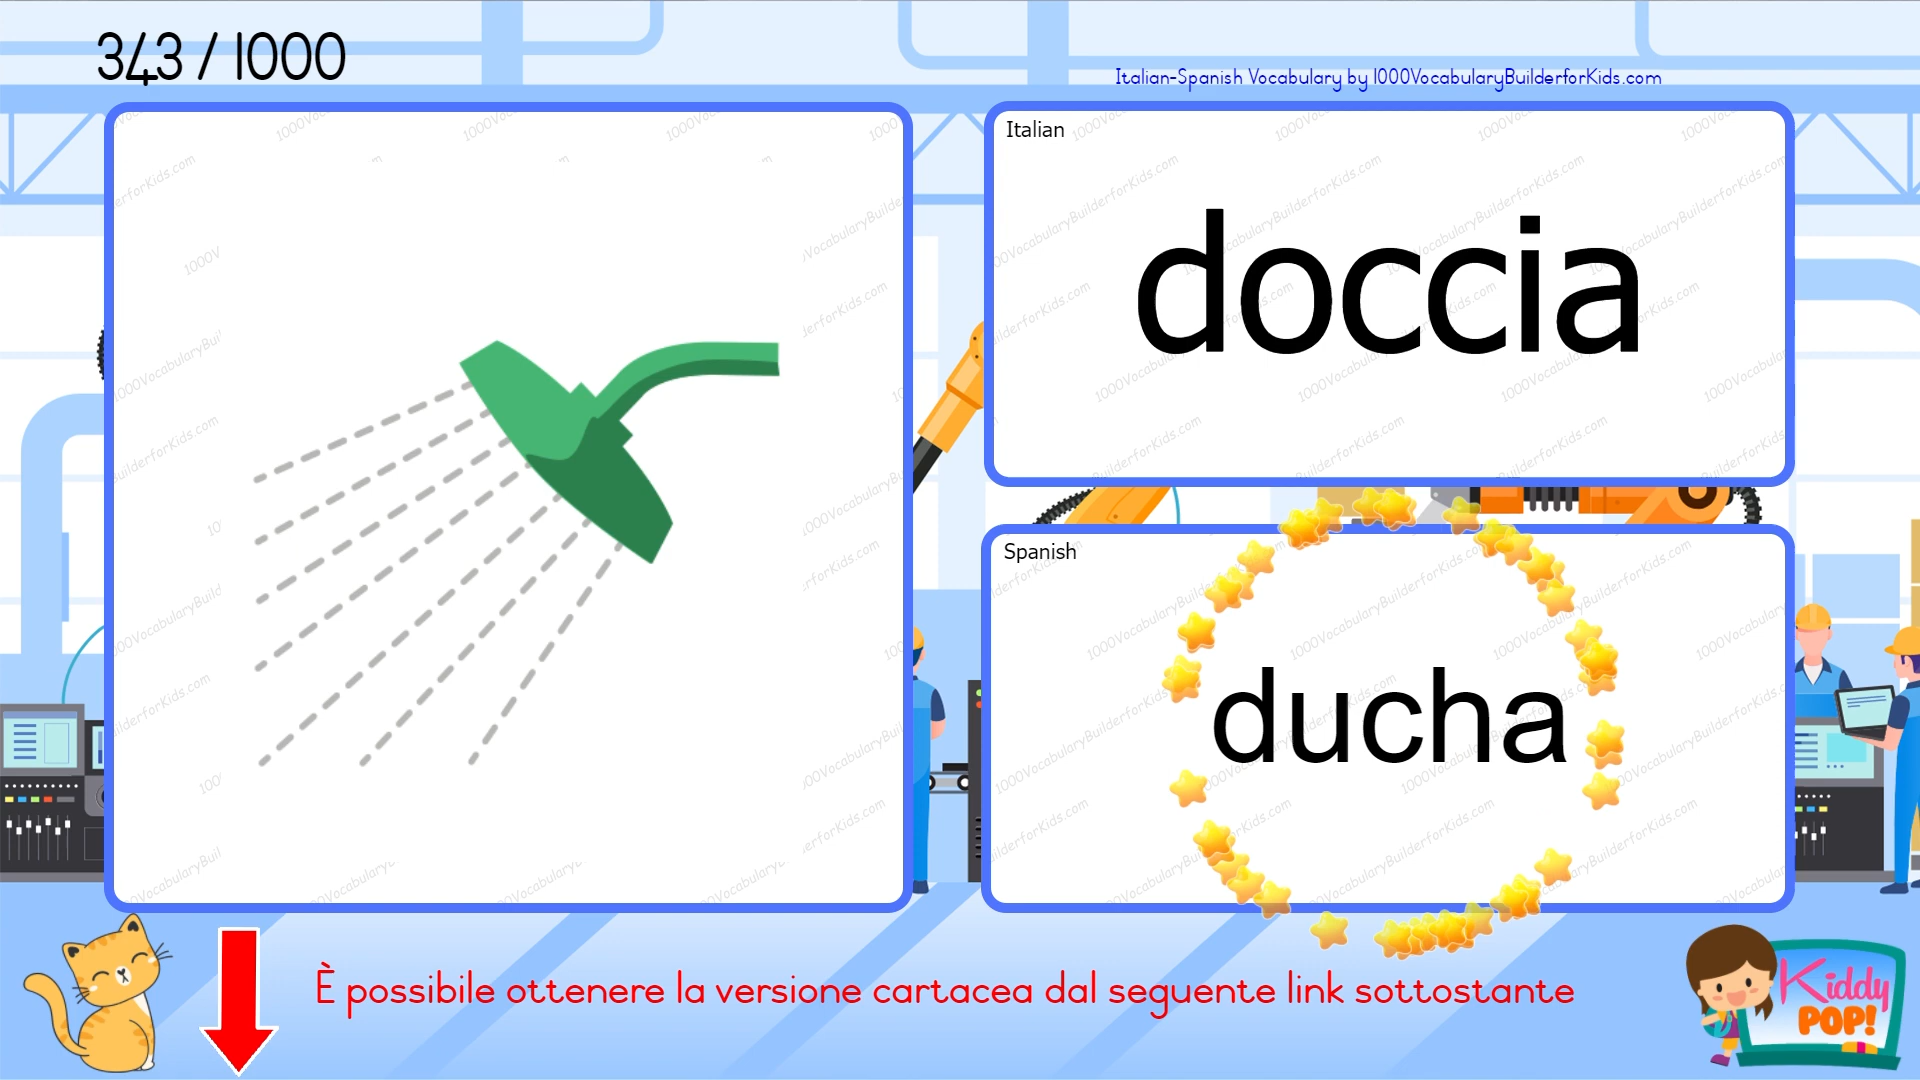 343 / 1000
Italian-Spanish Vocabulary by 1000VocabularyBuilderforKids.com
Italian
doccia
Spanish
ducha
È possibile ottenere la versione cartacea dal seguente link sottostante
Kiddy
POP!